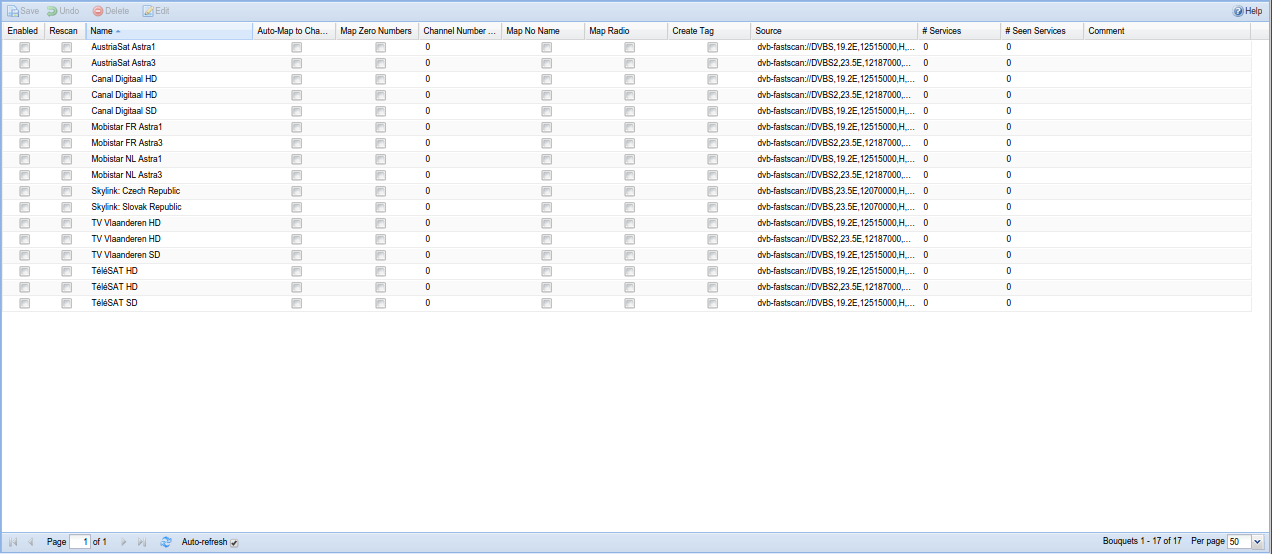 Save Undo Delete Edit Help
Enabled Rescan Name Auto-Map to Cha... Map Zero Numbers Channel Number ... Map No Name Map Radio Create Tag Source # Services # Seen Services Comment
AustriaSat Astra1 0 dvb-fastscan://DVBS,19.2E,12515000,H,... 0 0
AustriaSat Astra3 0 dvb-fastscan://DVBS2,23.5E,12187000,... 0 0
Canal Digitaal HD 0 dvb-fastscan://DVBS,19.2E,12515000,H,... 0 0
Canal Digitaal HD 0 dvb-fastscan://DVBS2,23.5E,12187000,... 0 0
Canal Digitaal SD 0 dvb-fastscan://DVBS,19.2E,12515000,H,... 0 0
Mobistar FR Astra1 0 dvb-fastscan://DVBS,19.2E,12515000,H,... 0 0
Mobistar FR Astra3 0 dvb-fastscan://DVBS2,23.5E,12187000,... 0 0
Mobistar NL Astra1 0 dvb-fastscan://DVBS,19.2E,12515000,H,... 0 0
Mobistar NL Astra3 0 dvb-fastscan://DVBS2,23.5E,12187000,... 0 0
Skylink: Czech Republic 0 dvb-fastscan://DVBS,23.5E,12070000,H,... 0 0
Skylink: Slovak Republic 0 dvb-fastscan://DVBS,23.5E,12070000,H,... 0 0
TV Vlaanderen HD 0 dvb-fastscan://DVBS,19.2E,12515000,H,... 0 0
TV Vlaanderen HD 0 dvb-fastscan://DVBS2,23.5E,12187000,... 0 0
TV Vlaanderen SD 0 dvb-fastscan://DVBS,19.2E,12515000,H,... 0 0
TéléSAT HD 0 dvb-fastscan://DVBS,19.2E,12515000,H,... 0 0
TéléSAT HD 0 dvb-fastscan://DVBS2,23.5E,12187000,... 0 0
TéléSAT SD 0 dvb-fastscan://DVBS,19.2E,12515000,H,... 0 0
Page 1 of 1 Auto-refresh Bouquets 1 - 17 of 17 Per page 50